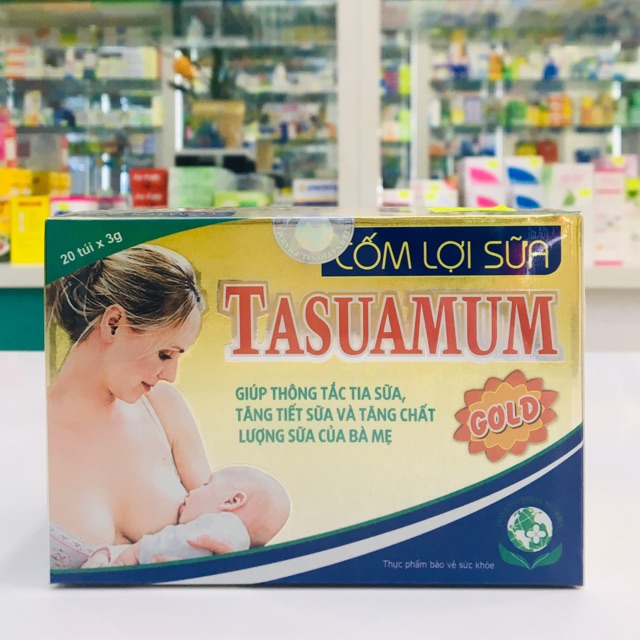 20 túi x 3g
CỐM LỢI SỮA
TASUAMUM
GIÚP THÔNG TẮC TIA SỮA,
TĂNG TIẾT SỮA VÀ TĂNG CHẤT
LƯỢNG SỮA CỦA BÀ MẸ
GOLD
Thực phẩm bảo vệ sức khỏe